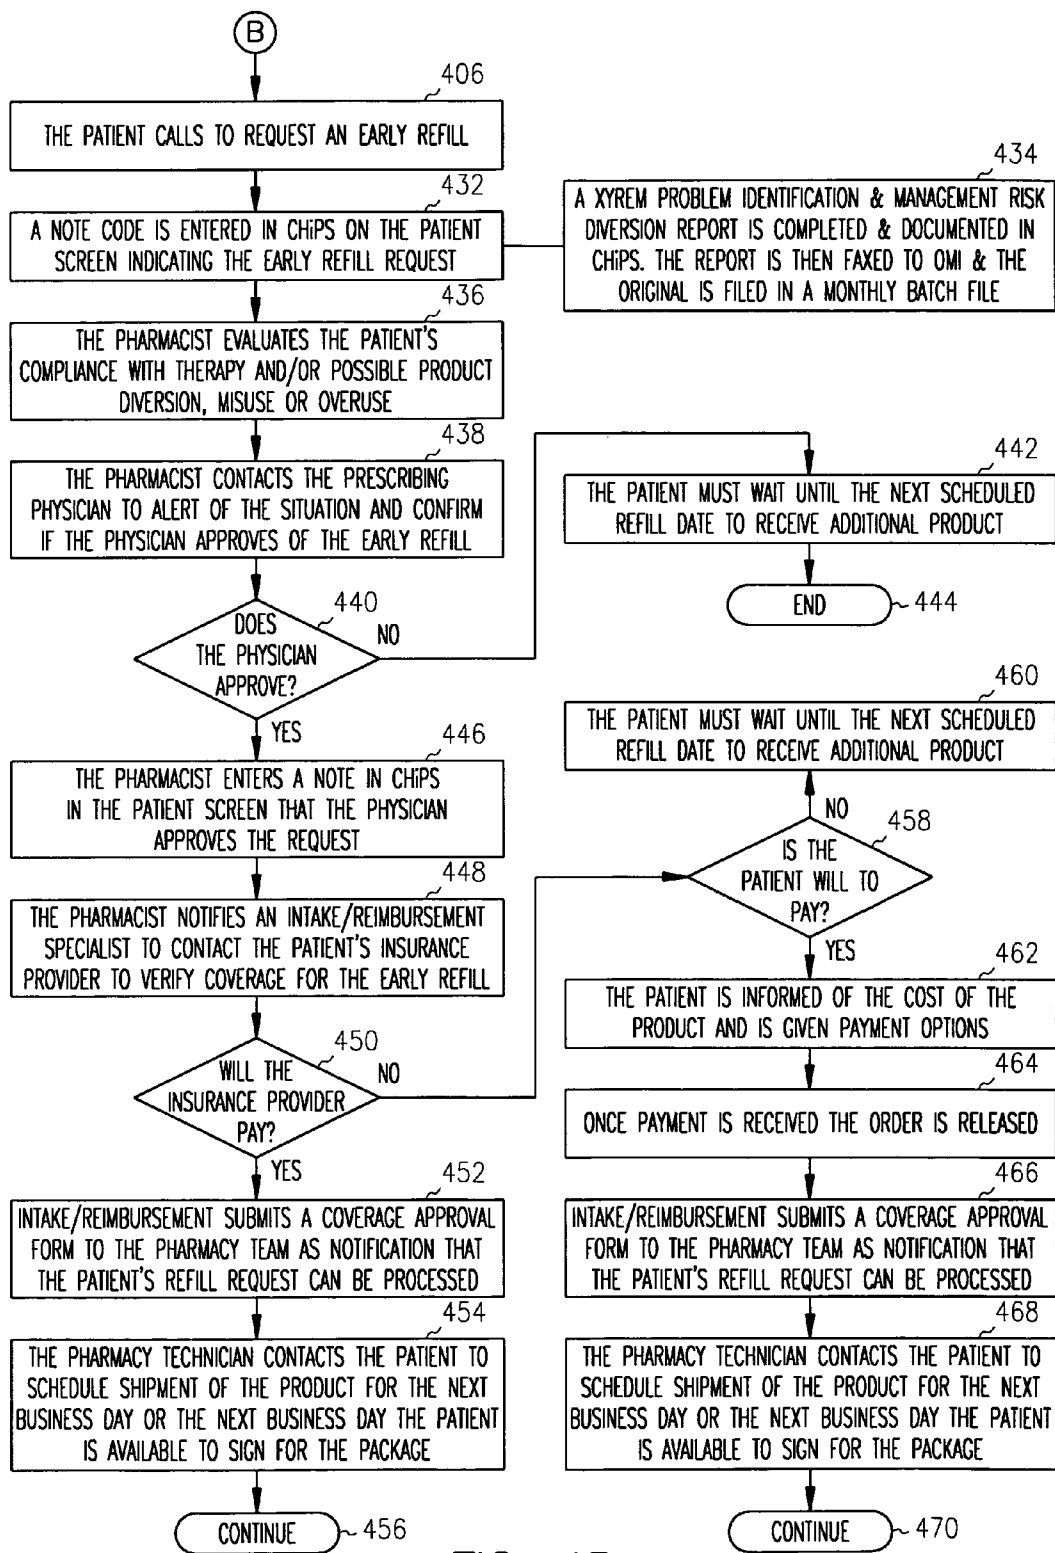 B
406
THE PATIENT CALLS TO REQUEST AN EARLY REFILL
432
A NOTE CODE IS ENTERED IN CHiPS ON THE PATIENT
SCREEN INDICATING THE EARLY REFILL REQUEST
434
A XYREM PROBLEM IDENTIFICATION & MANAGEMENT RISK
DIVERSION REPORT IS COMPLETED & DOCUMENTED IN
CHiPS. THE REPORT IS THEN FAXED TO OMI & THE
ORIGINAL IS FILED IN A MONTHLY BATCH FILE
436
THE PHARMACIST EVALUATES THE PATIENT'S
COMPLIANCE WITH THERAPY AND/OR POSSIBLE PRODUCT
DIVERSION, MISUSE OR OVERUSE
438
THE PHARMACIST CONTACTS THE PRESCRIBING
PHYSICIAN TO ALERT OF THE SITUATION AND CONFIRM
IF THE PHYSICIAN APPROVES OF THE EARLY REFILL
440
DOES
THE PHYSICIAN
APPROVE?
NO
442
THE PATIENT MUST WAIT UNTIL THE NEXT SCHEDULED
REFILL DATE TO RECEIVE ADDITIONAL PRODUCT
END
444
YES
446
THE PHARMACIST ENTERS A NOTE IN CHiPS
IN THE PATIENT SCREEN THAT THE PHYSICIAN
APPROVES THE REQUEST
448
THE PHARMACIST NOTIFIES AN INTAKE/REIMBURSEMENT
SPECIALIST TO CONTACT THE PATIENT'S INSURANCE
PROVIDER TO VERIFY COVERAGE FOR THE EARLY REFILL
450
WILL THE
INSURANCE PROVIDER
PAY?
NO
YES
452
INTAKE/REIMBURSEMENT SUBMITS A COVERAGE APPROVAL
FORM TO THE PHARMACY TEAM AS NOTIFICATION THAT
THE PATIENT'S REFILL REQUEST CAN BE PROCESSED
454
THE PHARMACY TECHNICIAN CONTACTS THE PATIENT TO
SCHEDULE SHIPMENT OF THE PRODUCT FOR THE NEXT
BUSINESS DAY OR THE NEXT BUSINESS DAY THE PATIENT
IS AVAILABLE TO SIGN FOR THE PACKAGE
CONTINUE
456
460
THE PATIENT MUST WAIT UNTIL THE NEXT SCHEDULED
REFILL DATE TO RECEIVE ADDITIONAL PRODUCT
NO
458
IS THE
PATIENT WILL TO
PAY?
YES
462
THE PATIENT IS INFORMED OF THE COST OF THE
PRODUCT AND IS GIVEN PAYMENT OPTIONS
464
ONCE PAYMENT IS RECEIVED THE ORDER IS RELEASED
466
INTAKE/REIMBURSEMENT SUBMITS A COVERAGE APPROVAL
FORM TO THE PHARMACY TEAM AS NOTIFICATION THAT
THE PATIENT'S REFILL REQUEST CAN BE PROCESSED
468
THE PHARMACY TECHNICIAN CONTACTS THE PATIENT TO
SCHEDULE SHIPMENT OF THE PRODUCT FOR THE NEXT
BUSINESS DAY OR THE NEXT BUSINESS DAY THE PATIENT
IS AVAILABLE TO SIGN FOR THE PACKAGE
CONTINUE
470